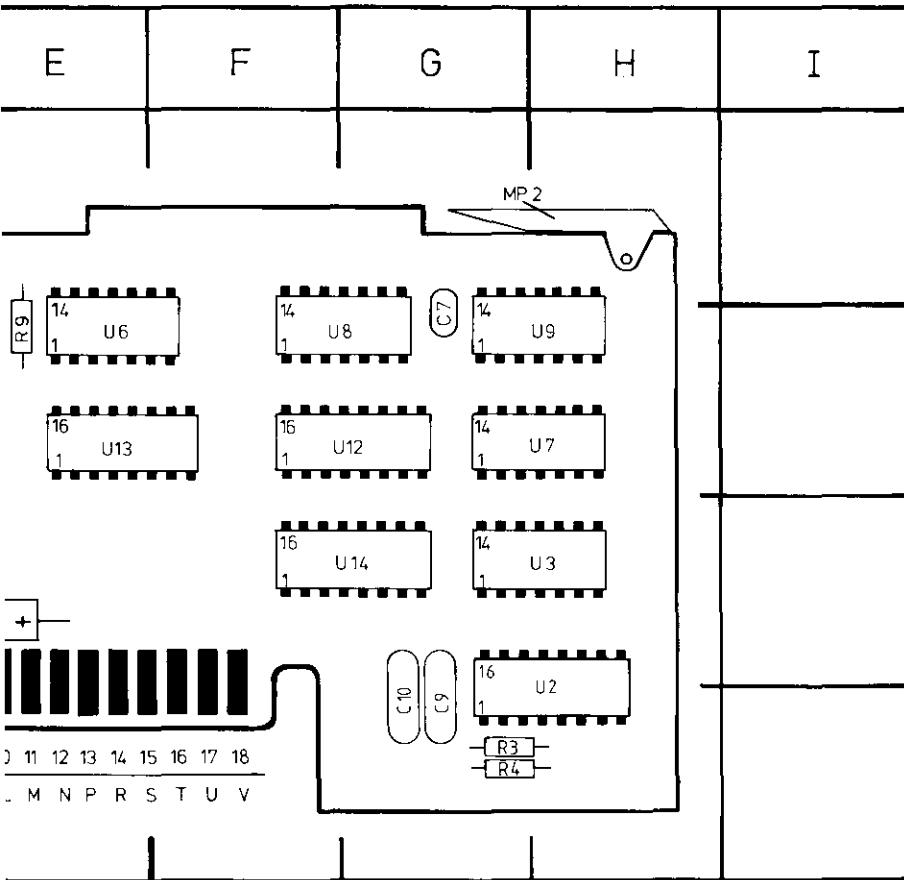 E F G H I
MP 2
R9
14
U6
1
14
U8
1
C7
14
U9
1
16
U13
1
16
U12
1
14
U7
1
16
U14
1
14
U3
1
+
C10
C9
16
U2
1
R3
R4
11 12 13 14 15 16 17 18
M N P R S T U V